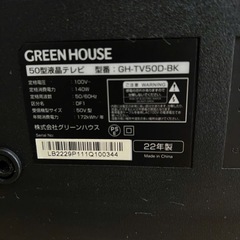 GREEN HOUSE
50型液晶テレビ 型番：GH-TV50D-BK
定格電圧：100V~
定格消費電力：140W
定格周波数：50/60Hz
区分名：DF1
受信機型サイズ：50V型
年間消費電力量：172kWh/年
株式会社グリーンハウス
PS
E
22年製
Made in China
LB2229P111Q100344